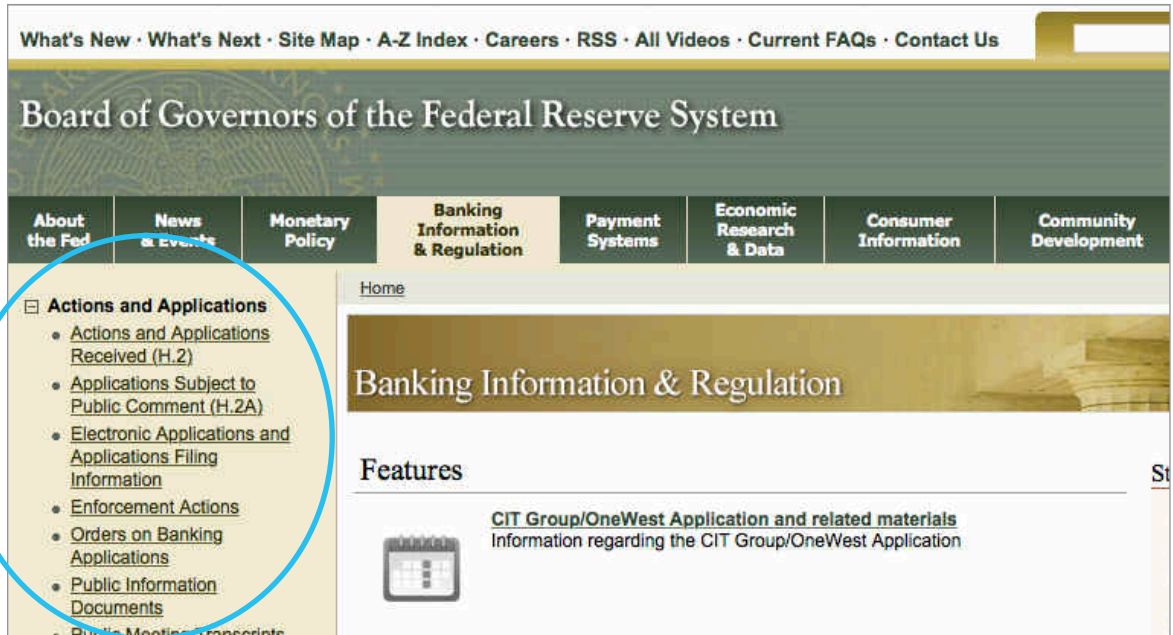 What's New · What's Next · Site Map · A-Z Index · Careers · RSS · All Videos · Current FAQs · Contact Us
Board of Governors of the Federal Reserve System
About
the Fed
News
& Events
Monetary
Policy
Banking
Information
& Regulation
Payment
Systems
Economic
Research
& Data
Consumer
Information
Community
Development
Actions and Applications
Actions and Applications
Received (H.2)
Applications Subject to
Public Comment (H.2A)
Electronic Applications and
Applications Filing
Information
Enforcement Actions
Orders on Banking
Applications
Public Information
Documents
Public Meeting Transcripts
Home
Banking Information & Regulation
Features
CIT Group/OneWest Application and related materials
Information regarding the CIT Group/OneWest Application